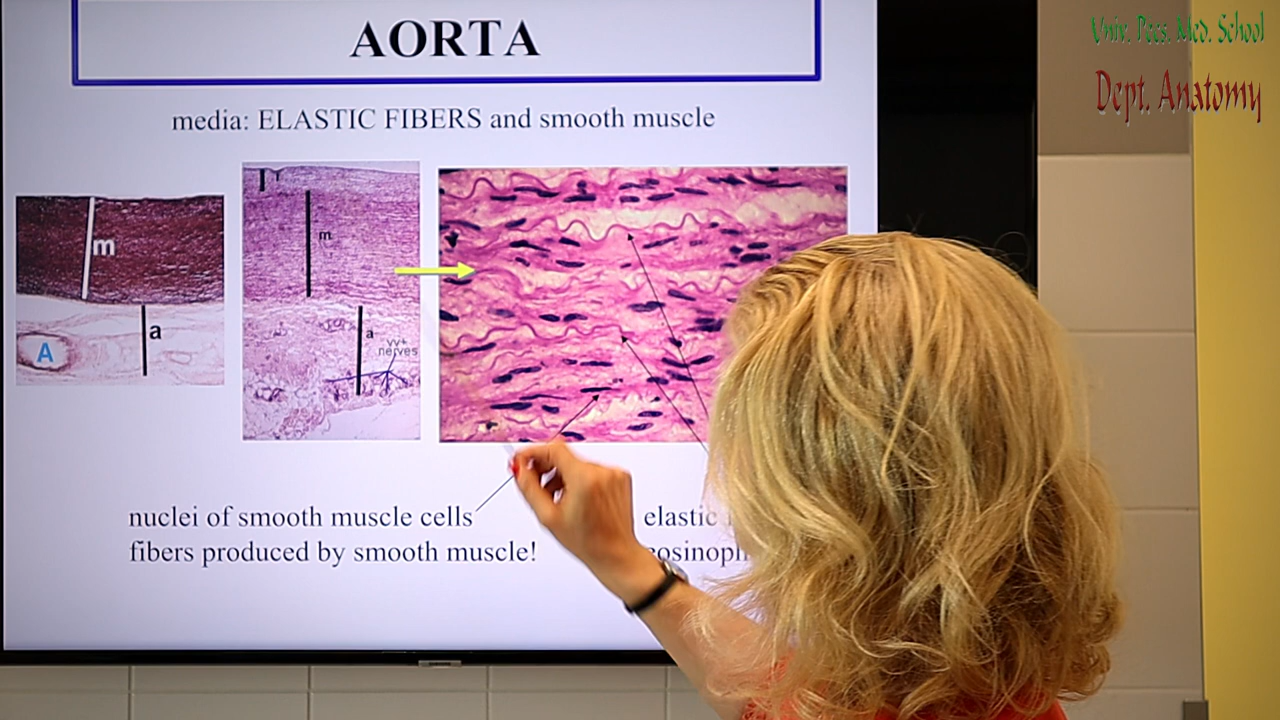 Univ. Pecs. Med. School
Dept. Anatomy
AORTA
media: ELASTIC FIBERS and smooth muscle
m
a
A
m
a
vv+
nerves
nuclei of smooth muscle cells
fibers produced by smooth muscle!
elastic
SAMSUNG